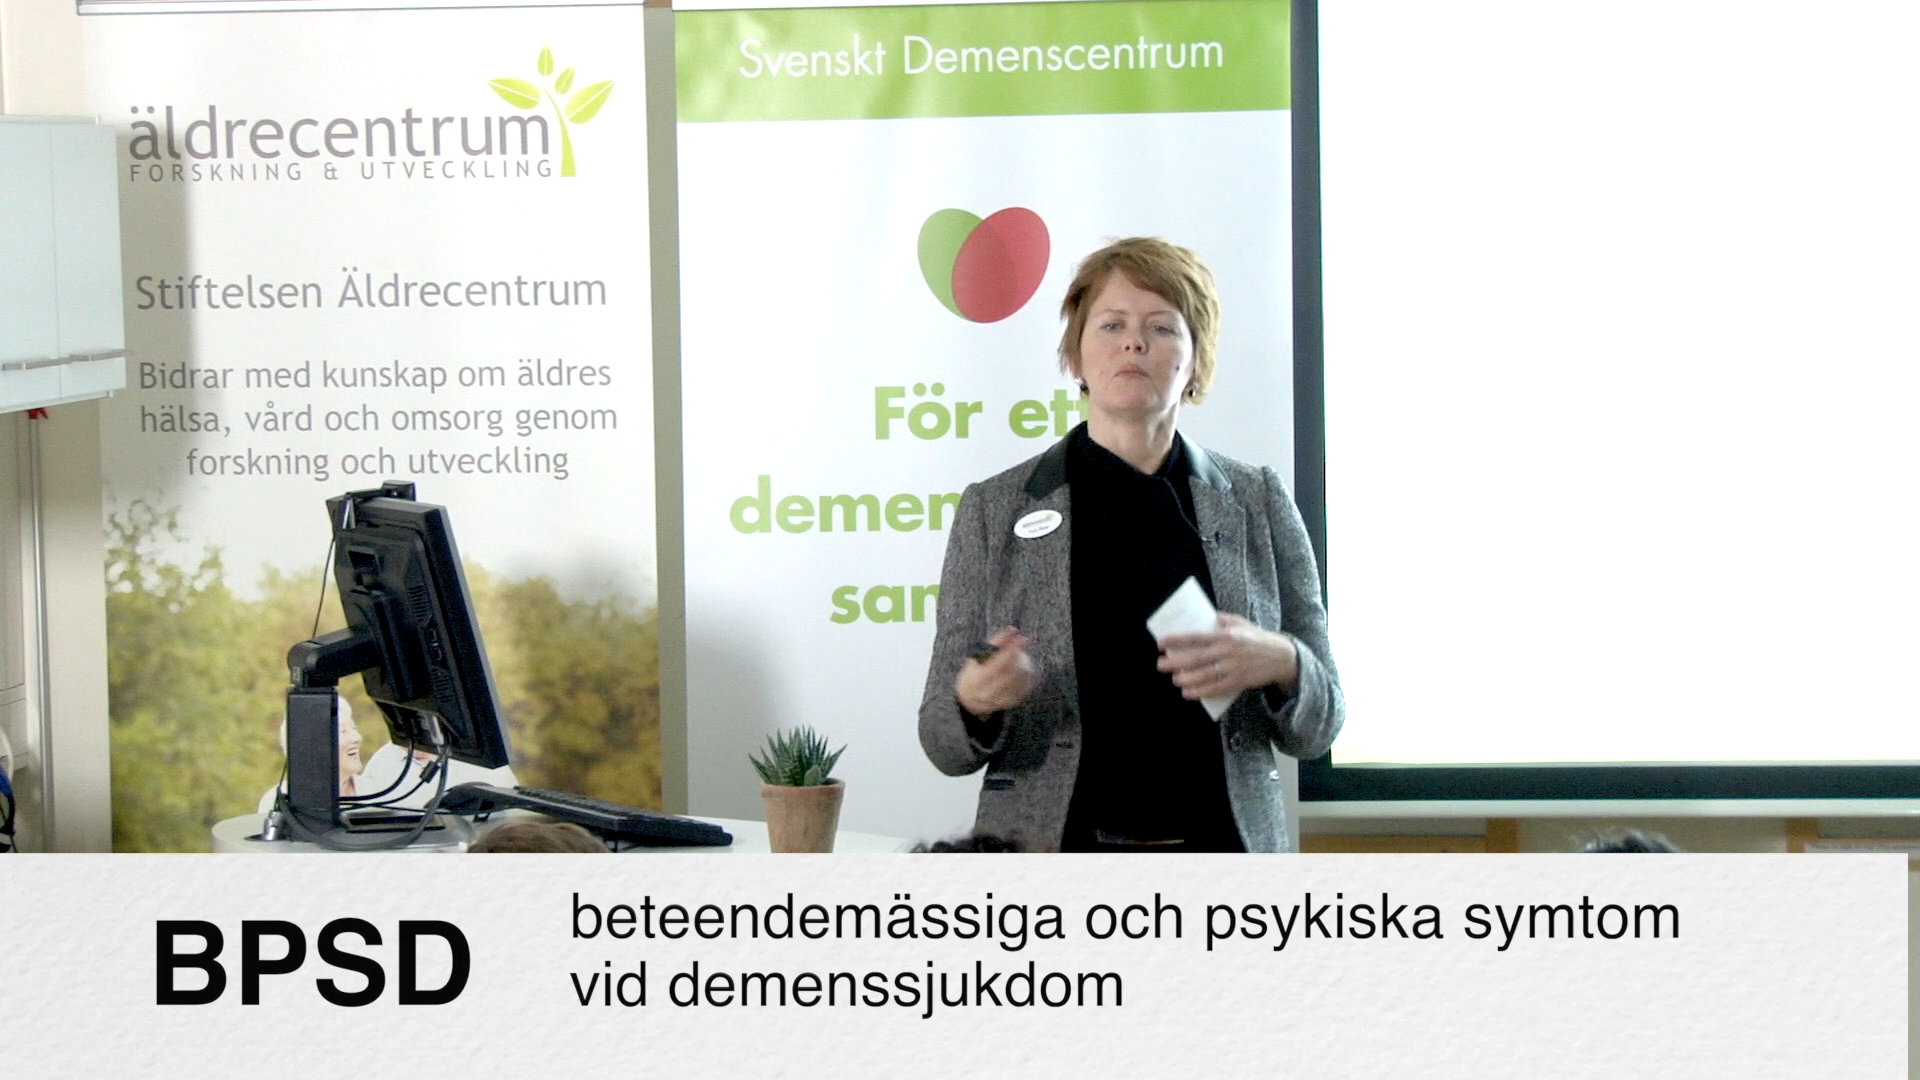 äldrecentrum
FORSKNING & UTVECKLING
Stiftelsen Äldrecentrum
Bidrar med kunskap om äldres
hälsa, vård och omsorg genom
forskning och utveckling
Svenskt Demenscentrum
För ett
demen
sam
BPSD
beteendemässiga och psykiska symtom
vid demenssjukdom